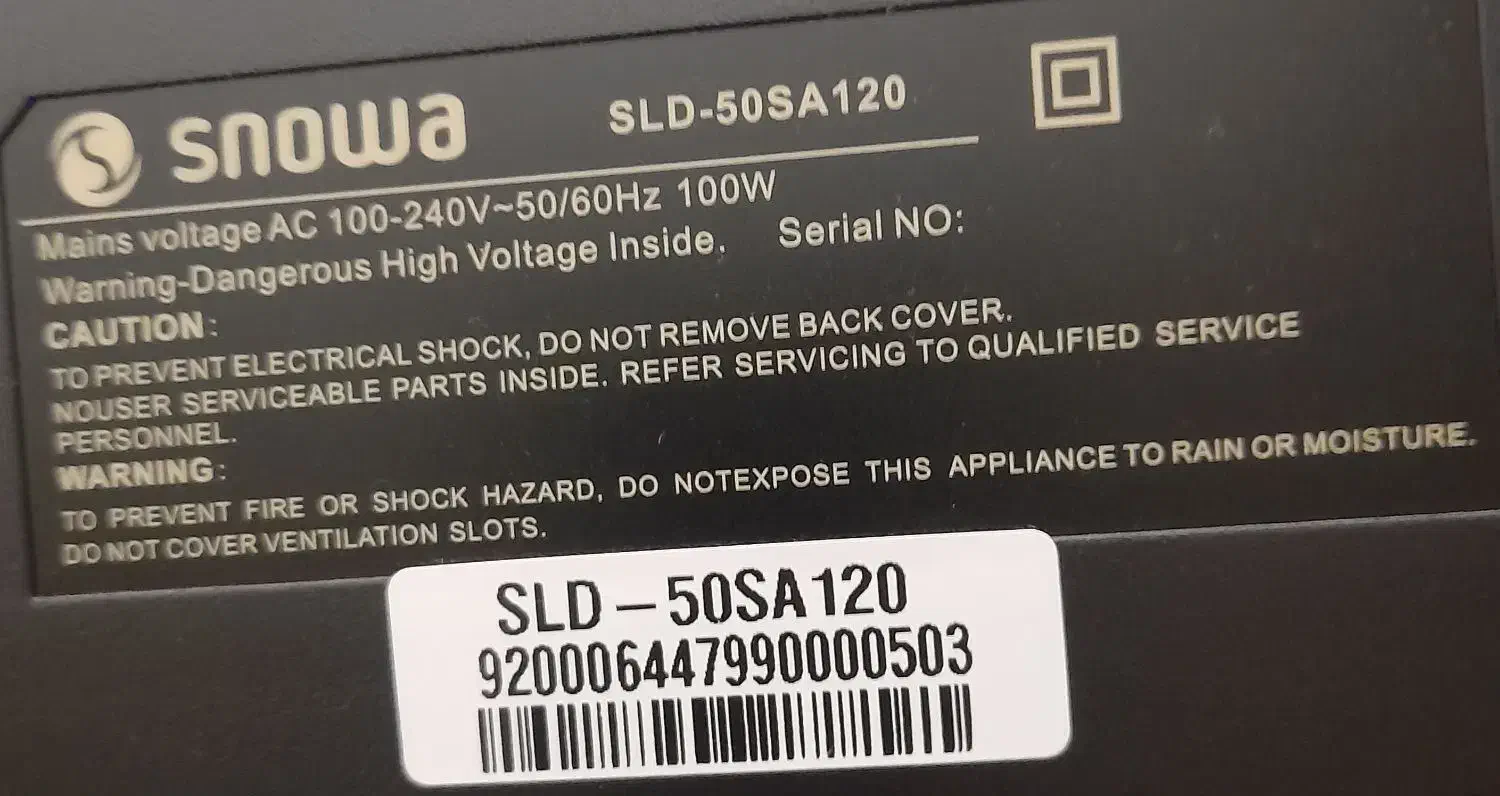 snowa SLD-50SA120
Mains voltage AC 100-240V~50/60Hz 100W
Warning-Dangerous High Voltage Inside. Serial NO:
CAUTION:
TO PREVENT ELECTRICAL SHOCK, DO NOT REMOVE BACK COVER.
NOUSER SERVICEABLE PARTS INSIDE. REFER SERVICING TO QUALIFIED SERVICE
PERSONNEL.
WARNING:
TO PREVENT FIRE OR SHOCK HAZARD, DO NOTEXPOSE THIS APPLIANCE TO RAIN OR MOISTURE.
DO NOT COVER VENTILATION SLOTS.
SLD-50SA120
920006447990000503